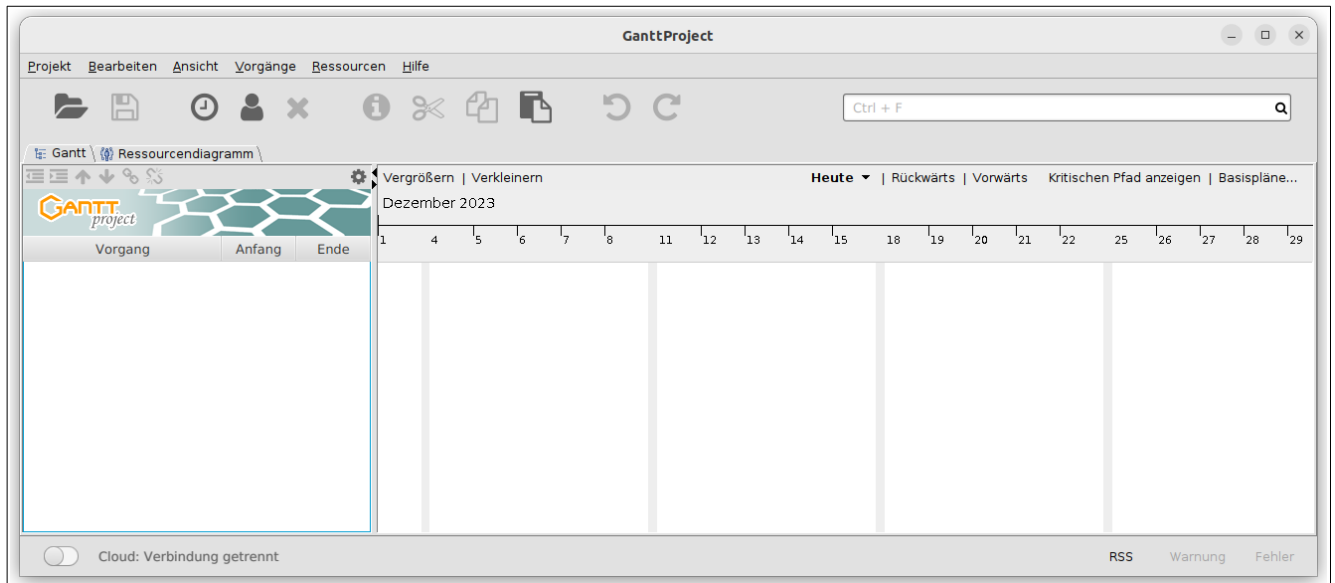 GanttProject
Projekt Bearbeiten Ansicht Vorgänge Ressourcen Hilfe
Ctrl + F
Gantt Ressourcendiagramm
Vergrößern | Verkleinern Heute | Rückwärts | Vorwärts Kritischen Pfad anzeigen | Basispläne...
GANTT project
Dezember 2023
Vorgang Anfang Ende
1 4 5 6 7 8 11 12 13 14 15 18 19 20 21 22 25 26 27 28 29
Cloud: Verbindung getrennt RSS Warnung Fehler